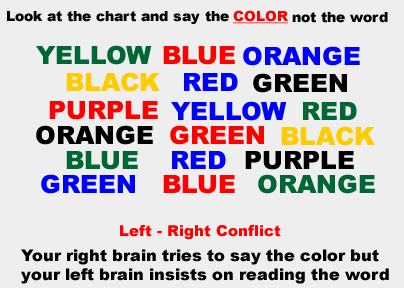 Look at the chart and say the COLOR not the word
YELLOW BLUE ORANGE
BLACK RED GREEN
PURPLE YELLOW RED
ORANGE GREEN BLACK
BLUE RED PURPLE
GREEN BLUE ORANGE
Left - Right Conflict
Your right brain tries to say the color but
your left brain insists on reading the word